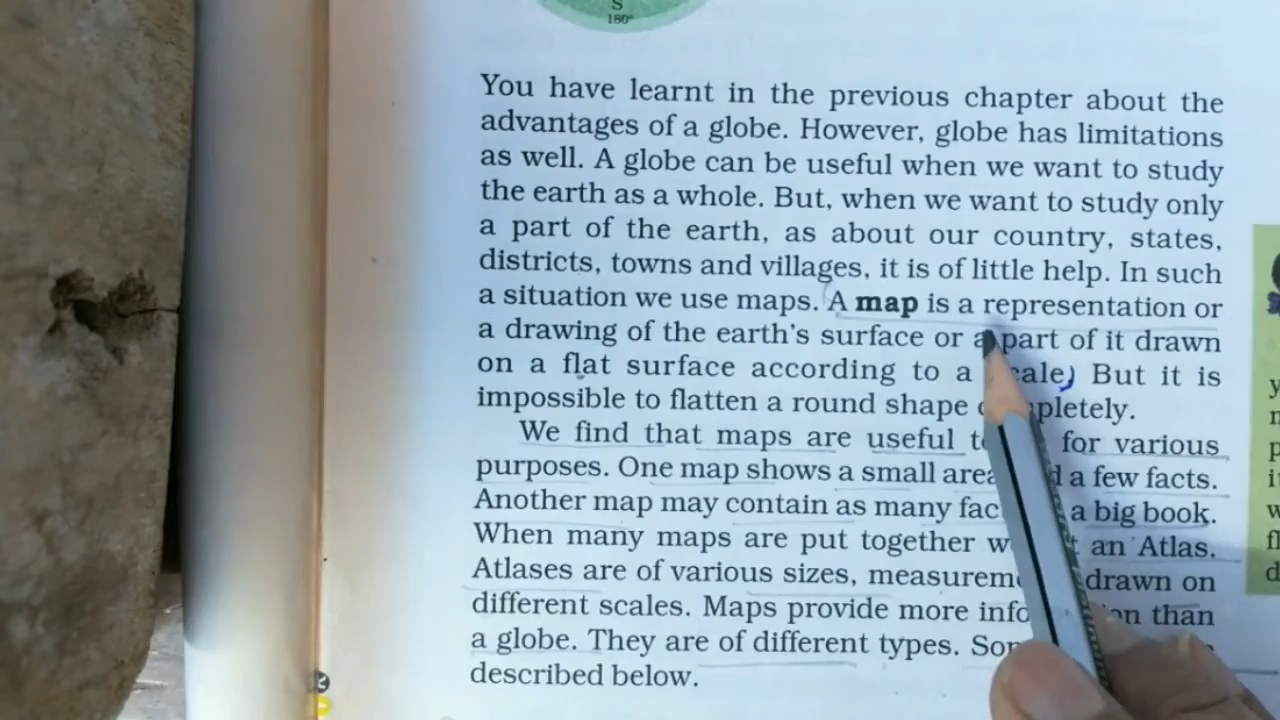 S
180°
You have learnt in the previous chapter about the
advantages of a globe. However, globe has limitations
as well. A globe can be useful when we want to study
the earth as a whole. But, when we want to study only
a part of the earth, as about our country, states,
districts, towns and villages, it is of little help. In such
a situation we use maps. A map is a representation or
a drawing of the earth's surface or a part of it drawn
on a flat surface according to a scale. But it is
impossible to flatten a round shape completely.
We find that maps are useful for various
purposes. One map shows a small area a few facts.
Another map may contain as many a big book.
When many maps are put together an Atlas.
Atlases are of various sizes, drawn on
different scales. Maps provide more than
a globe. They are of different types.
described below.